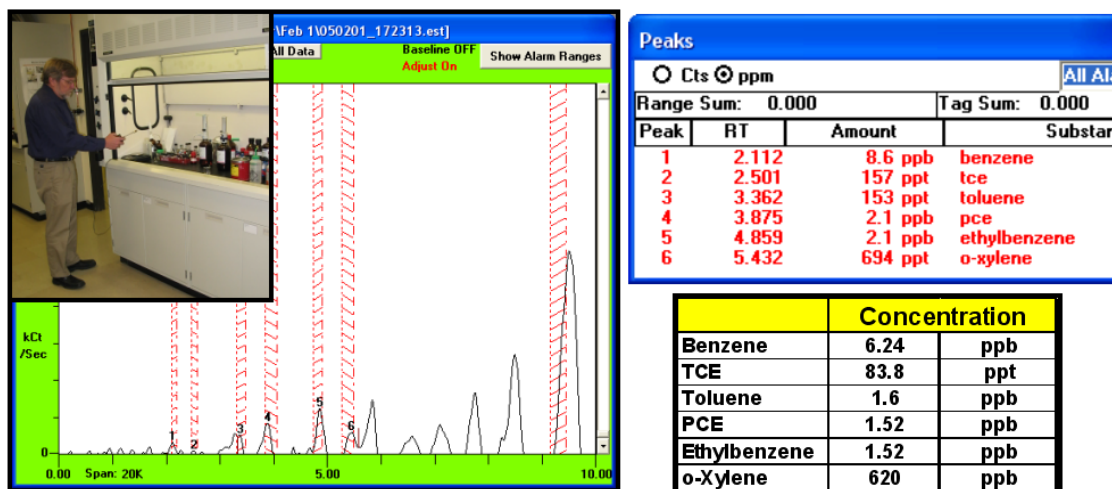 r\Feb 1\050201_172313.est]
All Data
Baseline OFF
Adjust On
Show Alarm Ranges
kCt
/Sec
0
1
2
3
4
5
6
0.00 Span: 20K 5.00 10.00
Peaks
Cts ppm
All Al
Range Sum: 0.000 Tag Sum: 0.000
Peak RT Amount Substan
1 2.112 8.6 ppb benzene
2 2.501 157 ppt tce
3 3.362 153 ppt toluene
4 3.875 2.1 ppb pce
5 4.859 2.1 ppb ethylbenzene
6 5.432 694 ppt o-xylene
Concentration
Benzene 6.24 ppb
TCE 83.8 ppt
Toluene 1.6 ppb
PCE 1.52 ppb
Ethylbenzene 1.52 ppb
o-Xylene 620 ppb